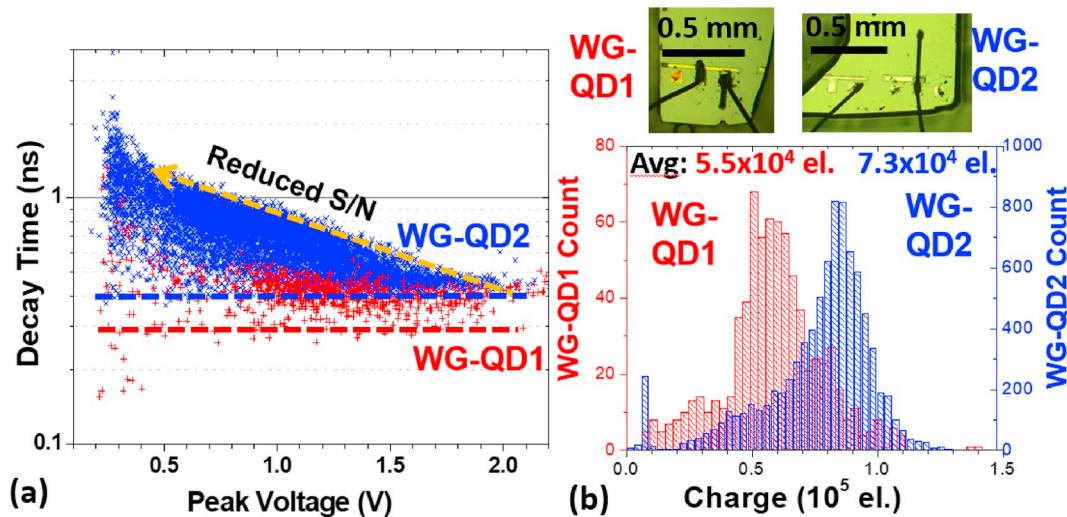 Decay Time (ns)
1
0.1
Reduced S/N
WG-QD2
WG-QD1
0.5
1.0
1.5
2.0
Peak Voltage (V)
(a)
WG-
QD1
0.5 mm
0.5 mm
WG-
QD2
Avg: 5.5x10⁴ el. 7.3x10⁴ el.
WG-
QD1
WG-
QD2
WG-QD1 Count
80
60
40
20
0
WG-QD2 Count
1000
800
600
400
200
0
0.0
0.5
1.0
1.5
Charge (10⁵ el.)
(b)